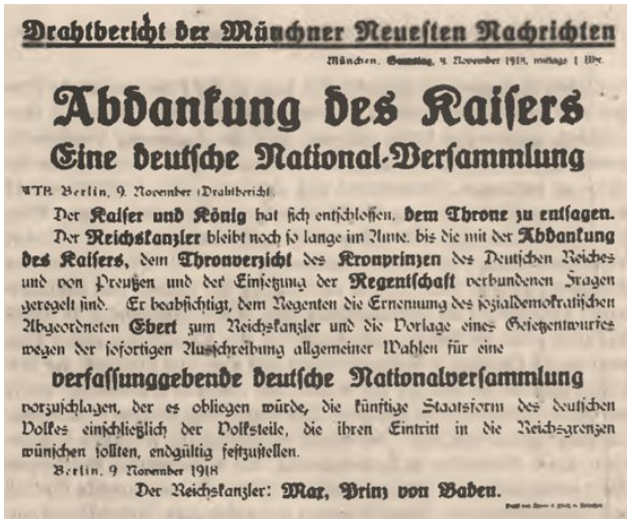 Drahtbericht der Münchner Neuesten Nachrichten
München, Samstag, 9. November 1918, mittags 1 Uhr.
Abdankung des Kaisers
Eine deutsche National-Versammlung
WTB. Berlin, 9. November (Drahtbericht).
Der Kaiser und König hat sich entschlossen, dem Throne zu entsagen.
Der Reichskanzler bleibt noch so lange im Amte, bis die mit der Abdankung
des Kaisers, dem Thronverzicht des Kronprinzen des Deutschen Reiches
und von Preußen und der Einsetzung der Regentschaft verbundenen Fragen
geregelt sind. Er beabsichtigt, dem Regenten die Ernennung des sozialdemokratischen
Abgeordneten Ebert zum Reichskanzler und die Vorlage eines Gesetzentwurfes
wegen der sofortigen Ausschreibung allgemeiner Wahlen für eine
verfassunggebende deutsche Nationalversammlung
vorzuschlagen, der es obliegen würde, die künftige Staatsform des deutschen
Volkes einschließlich der Volksteile, die ihren Eintritt in die Reichsgrenzen
wünschen sollten, endgültig festzustellen.
Berlin, 9 November 1918
Der Reichskanzler: Max, Prinz von Baden.